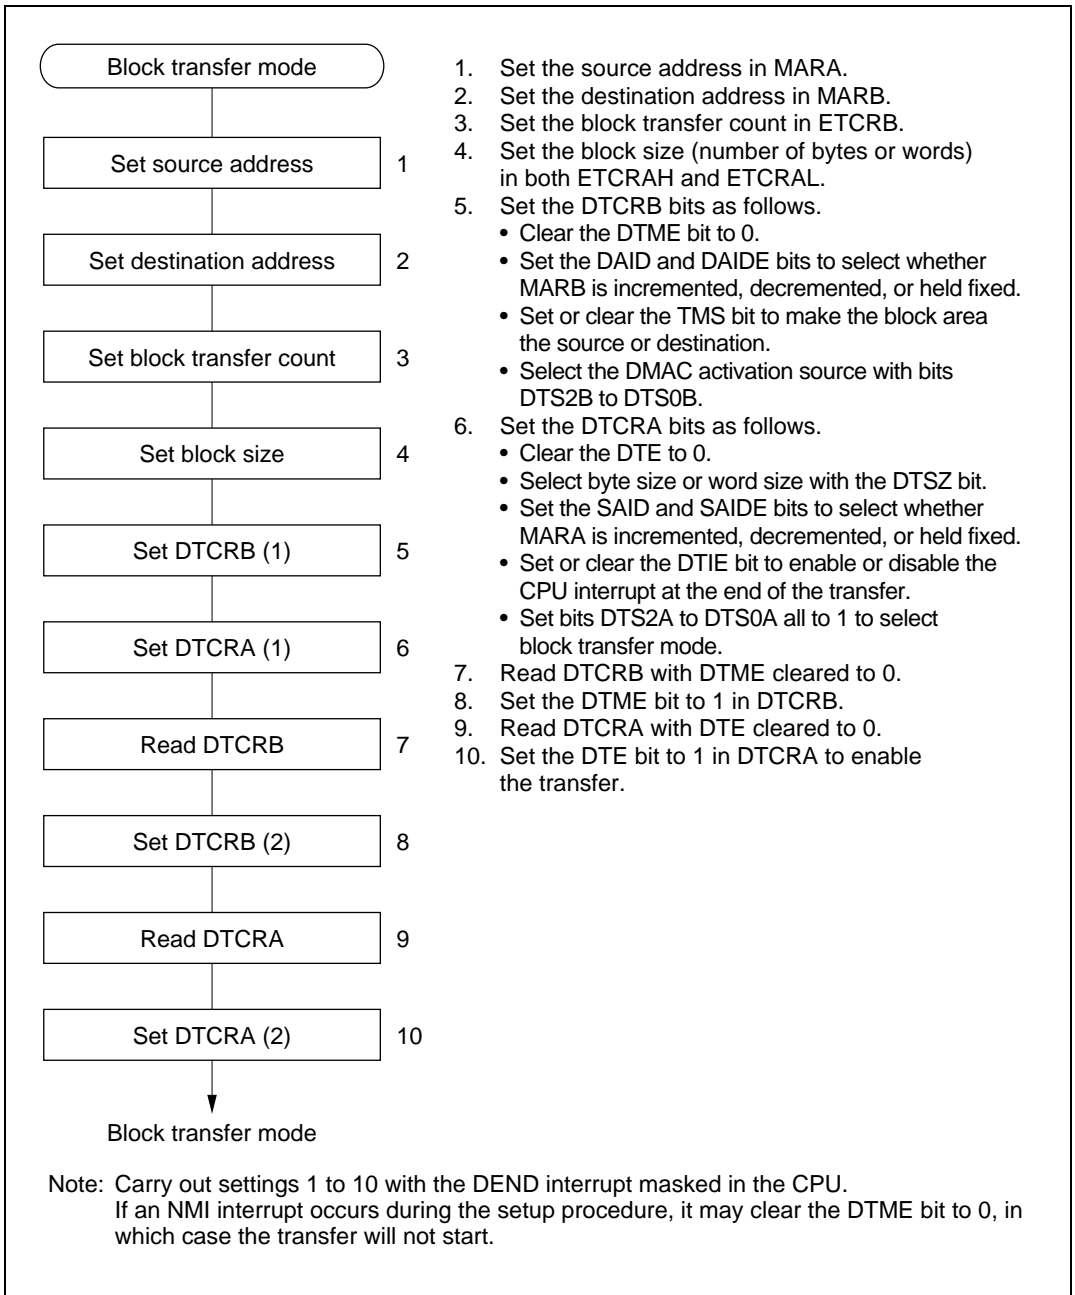 Block transfer mode
Set source address 1
Set destination address 2
Set block transfer count 3
Set block size 4
Set DTCRB (1) 5
Set DTCRA (1) 6
Read DTCRB 7
Set DTCRB (2) 8
Read DTCRA 9
Set DTCRA (2) 10
Block transfer mode
1. Set the source address in MARA.
2. Set the destination address in MARB.
3. Set the block transfer count in ETCRB.
4. Set the block size (number of bytes or words)
in both ETCRAH and ETCRAL.
5. Set the DTCRB bits as follows.
• Clear the DTME bit to 0.
• Set the DAID and DAIDE bits to select whether
MARB is incremented, decremented, or held fixed.
• Set or clear the TMS bit to make the block area
the source or destination.
• Select the DMAC activation source with bits
DTS2B to DTS0B.
6. Set the DTCRA bits as follows.
• Clear the DTE to 0.
• Select byte size or word size with the DTSZ bit.
• Set the SAID and SAIDE bits to select whether
MARA is incremented, decremented, or held fixed.
• Set or clear the DTIE bit to enable or disable the
CPU interrupt at the end of the transfer.
• Set bits DTS2A to DTS0A all to 1 to select
block transfer mode.
7. Read DTCRB with DTME cleared to 0.
8. Set the DTME bit to 1 in DTCRB.
9. Read DTCRA with DTE cleared to 0.
10. Set the DTE bit to 1 in DTCRA to enable
the transfer.
Note: Carry out settings 1 to 10 with the DEND interrupt masked in the CPU.
If an NMI interrupt occurs during the setup procedure, it may clear the DTME bit to 0, in
which case the transfer will not start.